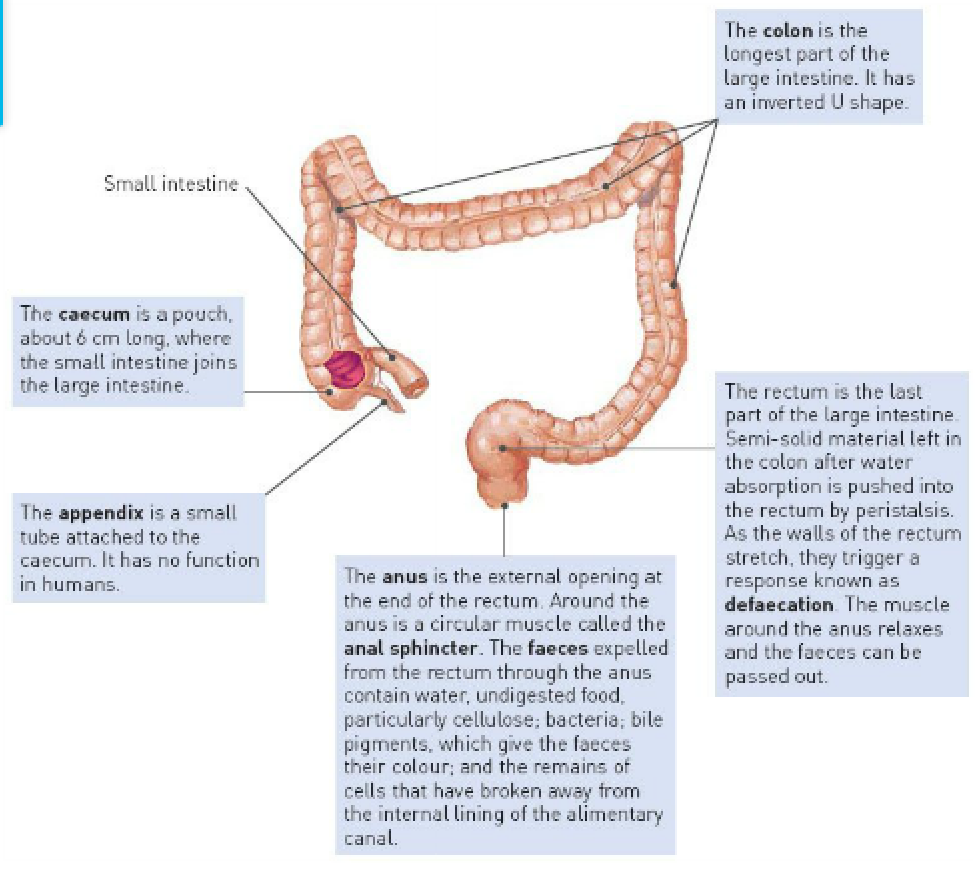 The colon is the
longest part of the
large intestine. It has
an inverted U shape.
Small intestine
The caecum is a pouch,
about 6 cm long, where
the small intestine joins
the large intestine.
The rectum is the last
part of the large intestine.
Semi-solid material left in
the colon after water
absorption is pushed into
the rectum by peristalsis.
As the walls of the rectum
stretch, they trigger a
response known as
defaecation. The muscle
around the anus relaxes
and the faeces can be
passed out.
The appendix is a small
tube attached to the
caecum. It has no function
in humans.
The anus is the external opening at
the end of the rectum. Around the
anus is a circular muscle called the
anal sphincter. The faeces expelled
from the rectum through the anus
contain water, undigested food,
particularly cellulose; bacteria; bile
pigments, which give the faeces
their colour; and the remains of
cells that have broken away from
the internal lining of the alimentary
canal.